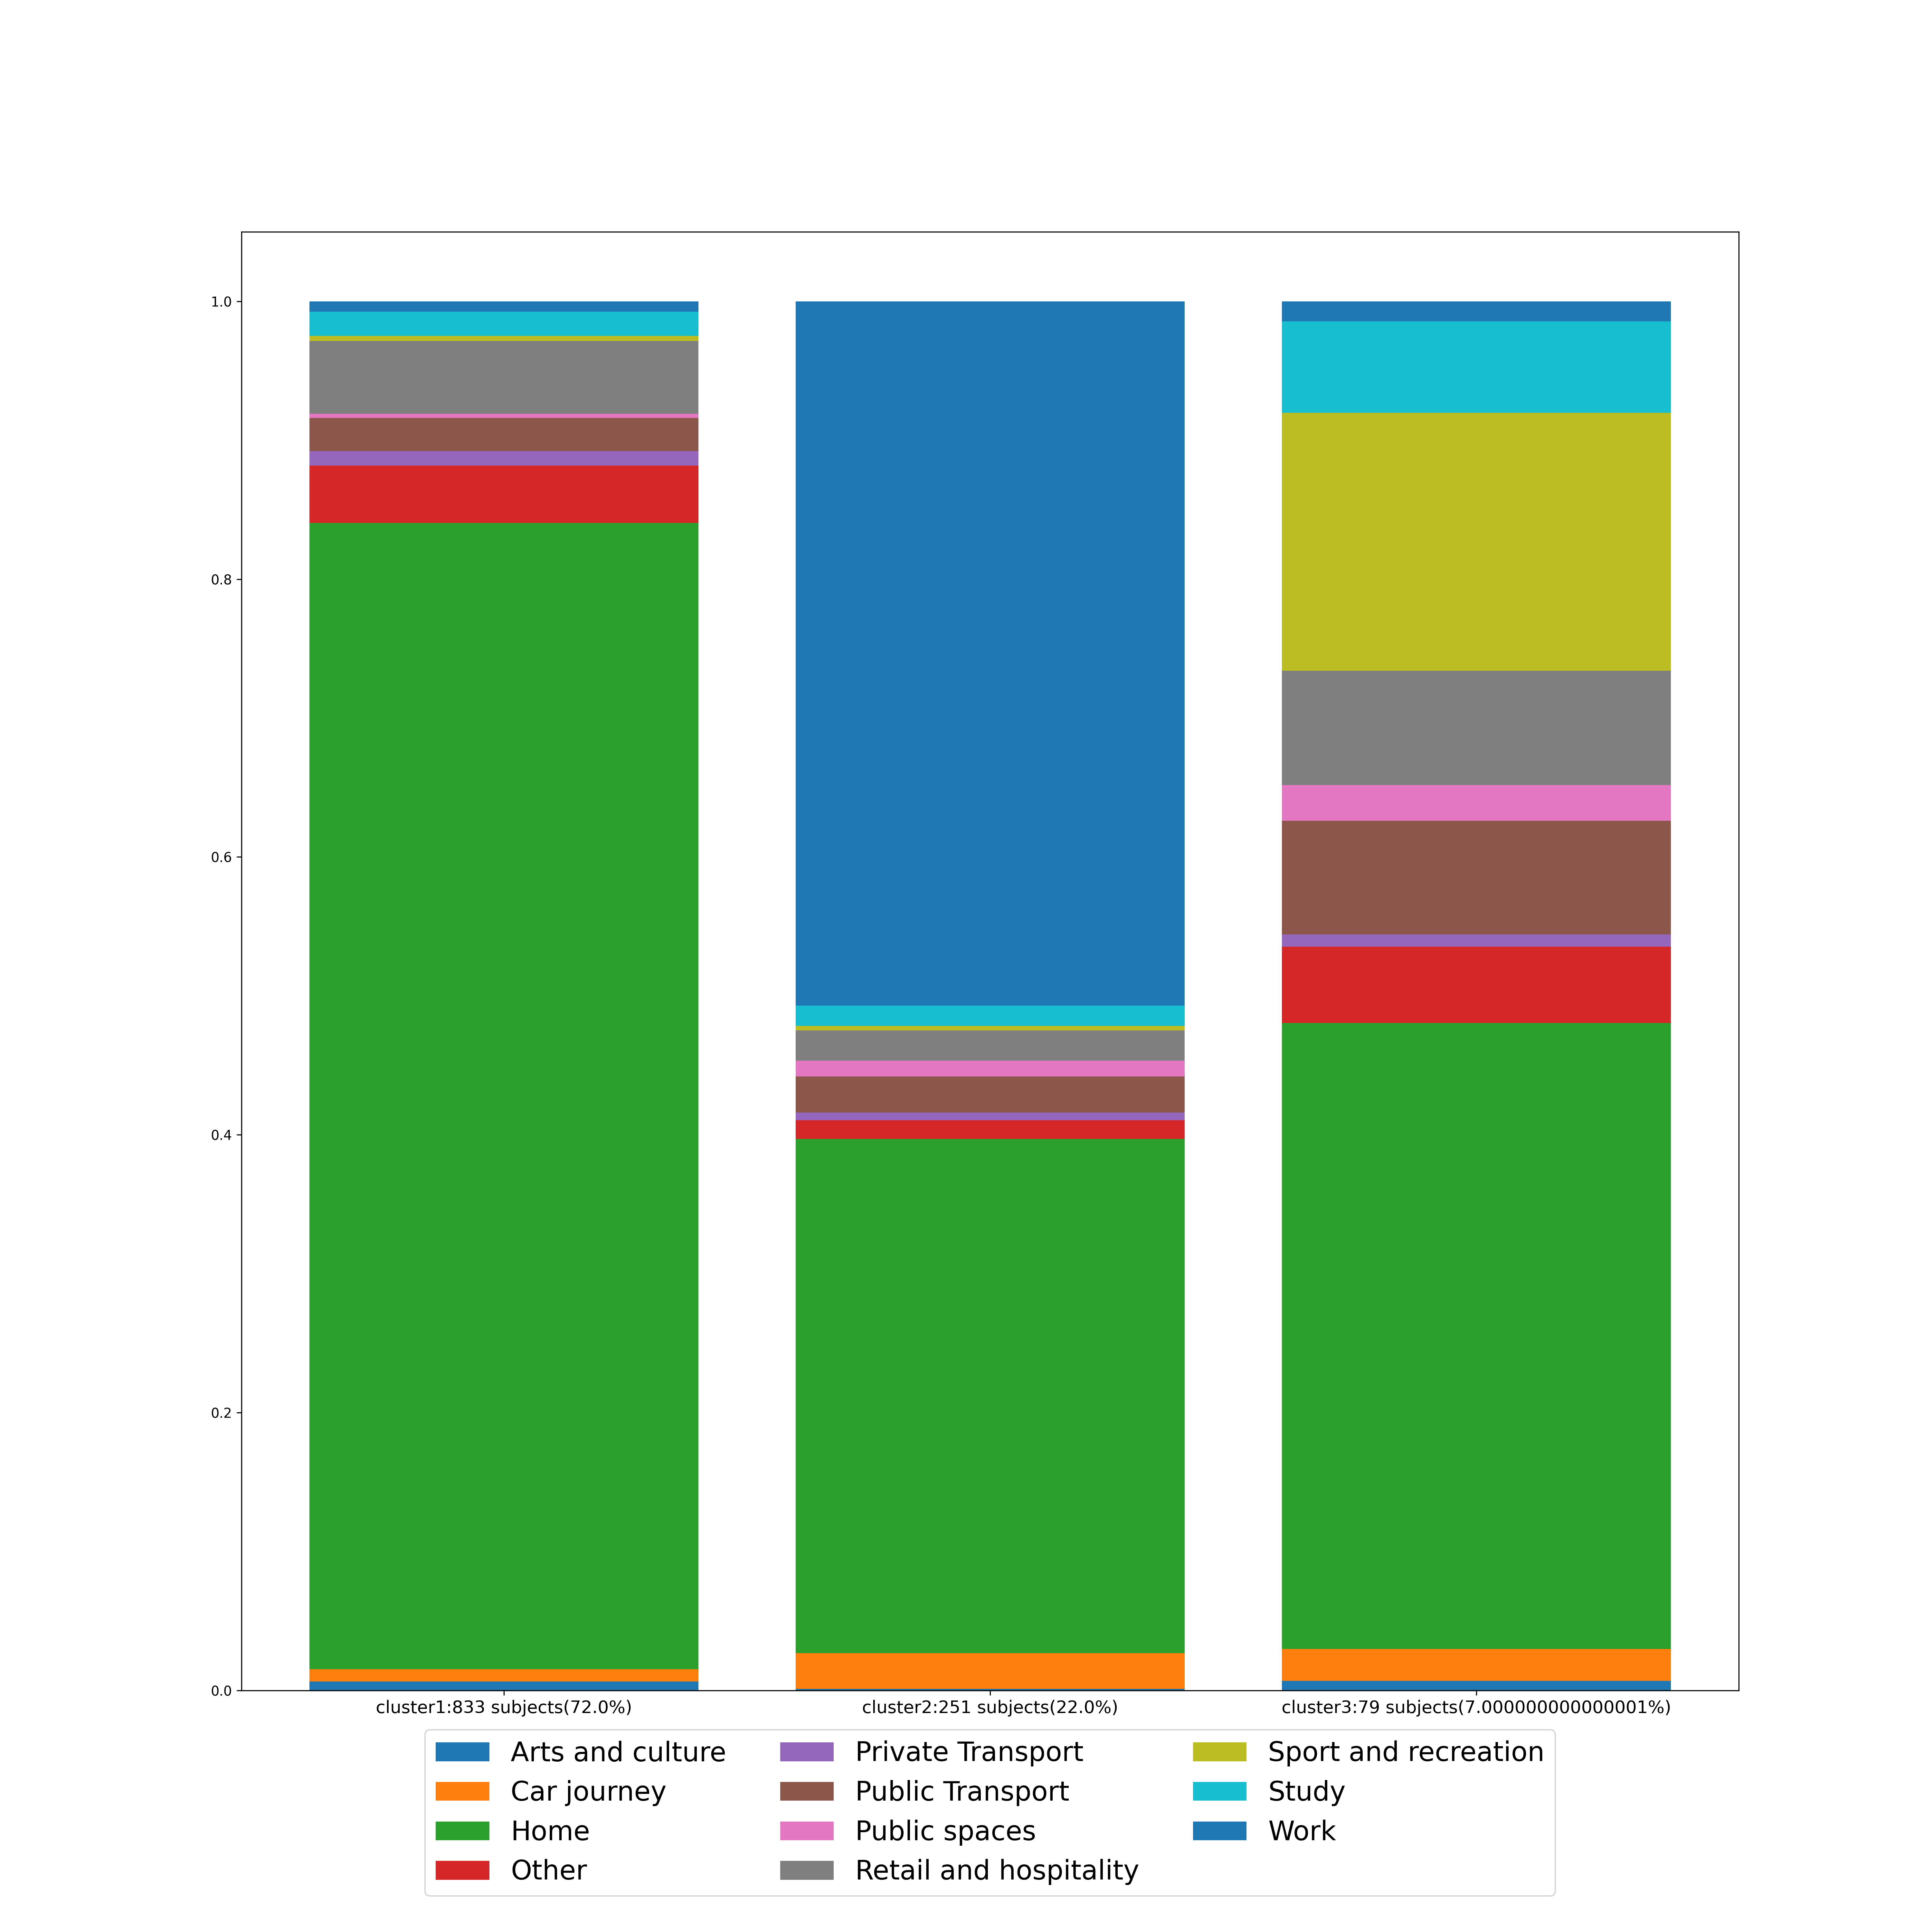 1.0
0.8
0.6
0.4
0.2
0.0
cluster1:833 subjects(72.0%) cluster2:251 subjects(22.0%) cluster3:79 subjects(7.000000000000001%)
Arts and culture Private Transport Sport and recreation
Car journey Public Transport Study
Home Public spaces Work
Other Retail and hospitality